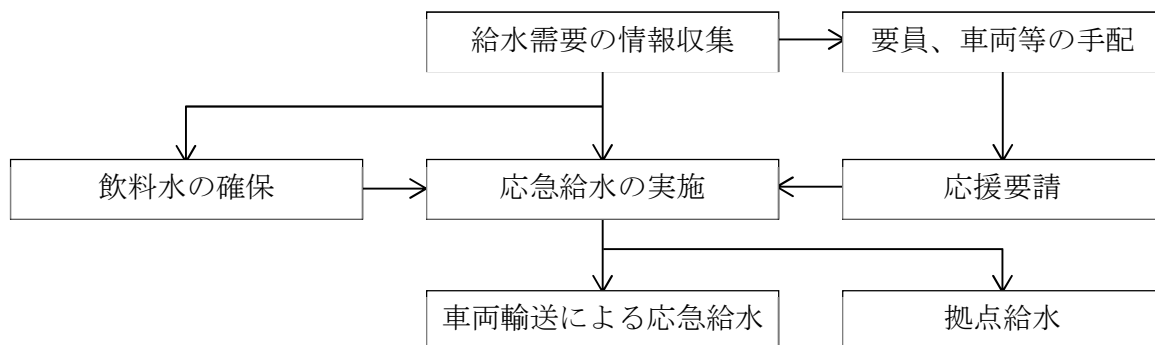 給水需要の情報収集
要員、車両等の手配
飲料水の確保
応急給水の実施
応援要請
車両輸送による応急給水
拠点給水